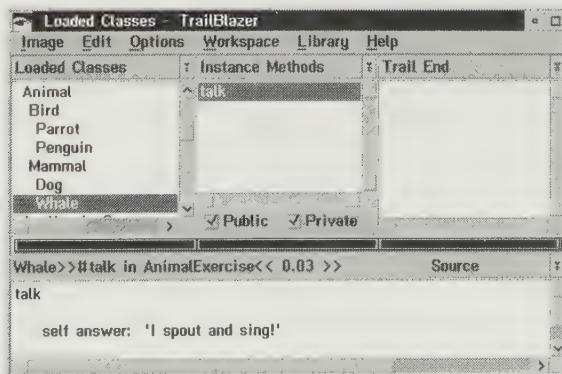 Loaded Classes - TrailBlazer
Image Edit Options Workspace Library Help
Loaded Classes Instance Methods Trail End
Animal
Bird
Parrot
Penguin
Mammal
Dog
Whale
talk
Public Private
Whale>>#talk in AnimalExercise<< 0.03 >> Source
talk
self answer: 'I spout and sing!'